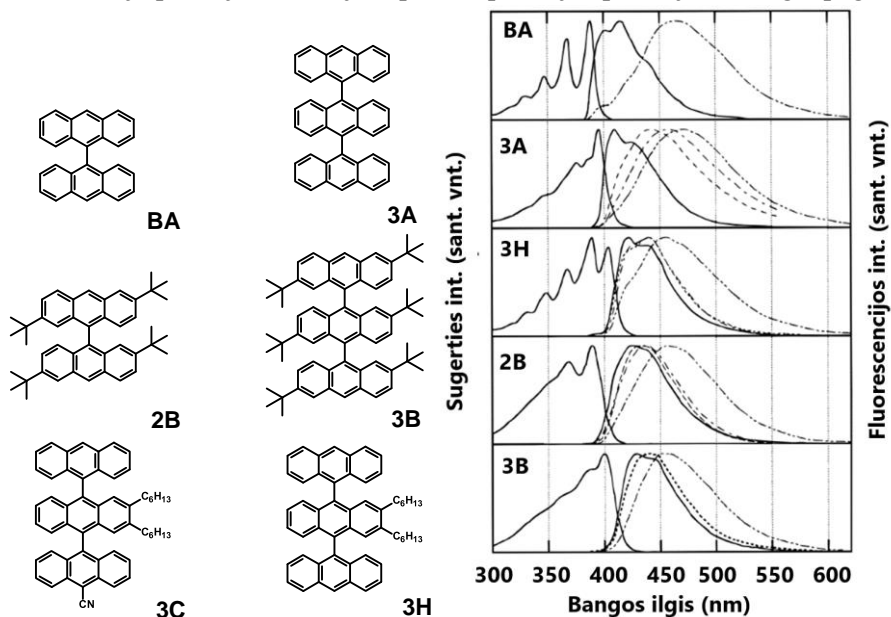 BA
3A
2B
3B
C6H13
C6H13
CN
3C
C6H13
C6H13
3H
Sugerties int. (sant. vnt.)
BA
3A
3H
2B
3B
300 350 400 450 500 550 600
Bangos ilgis (nm)
Fluorescencijos int. (sant. vnt.)